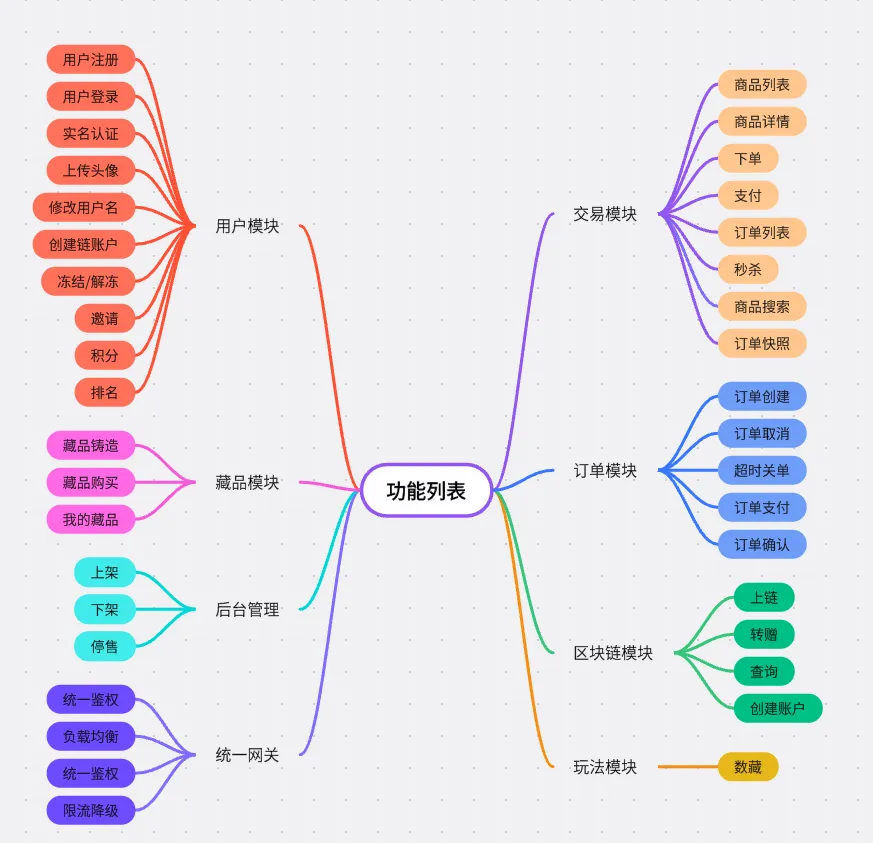 功能列表
用户模块
用户注册
用户登录
实名认证
上传头像
修改用户名
创建链账户
冻结/解冻
邀请
积分
排名
藏品模块
藏品铸造
藏品购买
我的藏品
后台管理
上架
下架
停售
统一网关
统一鉴权
负载均衡
统一鉴权
限流降级
交易模块
商品列表
商品详情
下单
支付
订单列表
秒杀
商品搜索
订单快照
订单模块
订单创建
订单取消
超时关单
订单支付
订单确认
区块链模块
上链
转赠
查询
创建账户
玩法模块
数藏